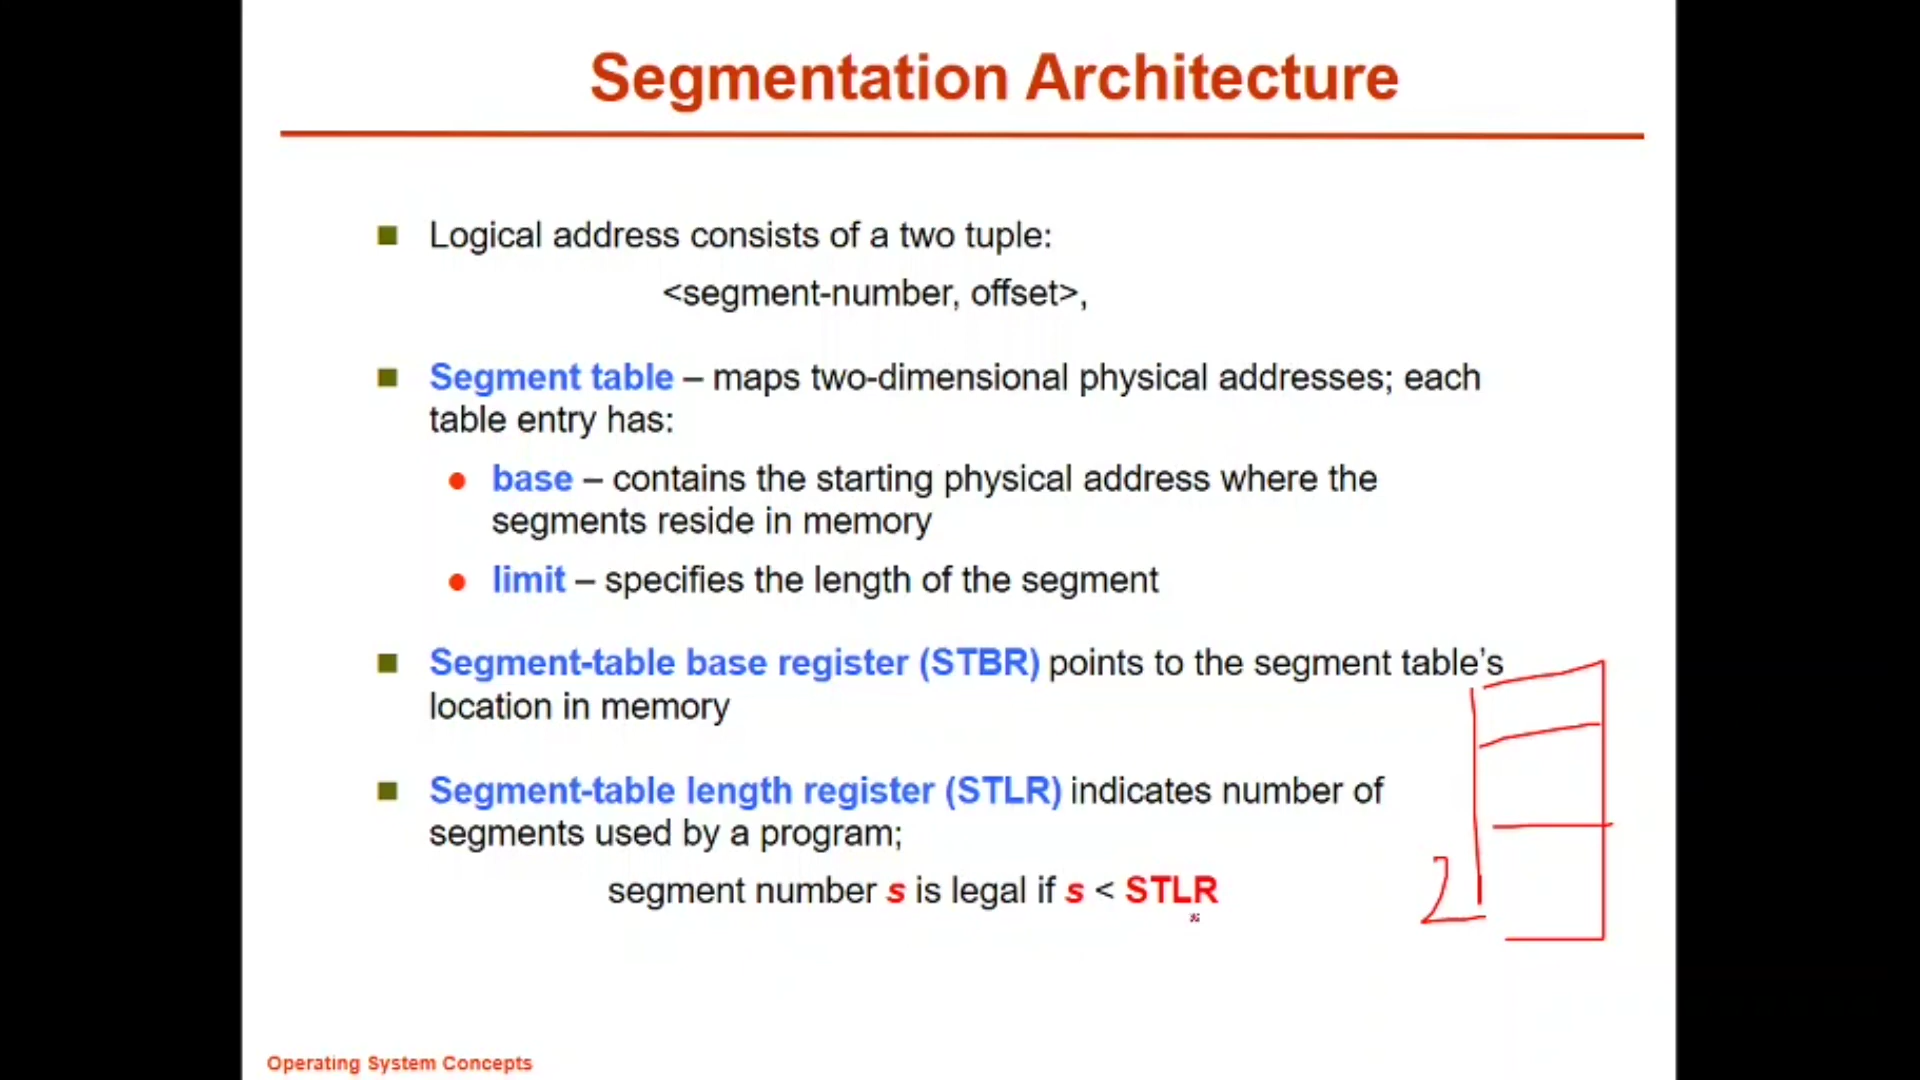 Segmentation Architecture
Logical address consists of a two tuple:
<segment-number, offset>,
Segment table – maps two-dimensional physical addresses; each
table entry has:
base – contains the starting physical address where the
segments reside in memory
limit – specifies the length of the segment
Segment-table base register (STBR) points to the segment table’s
location in memory
Segment-table length register (STLR) indicates number of
segments used by a program;
segment number s is legal if s < STLR
2
Operating System Concepts